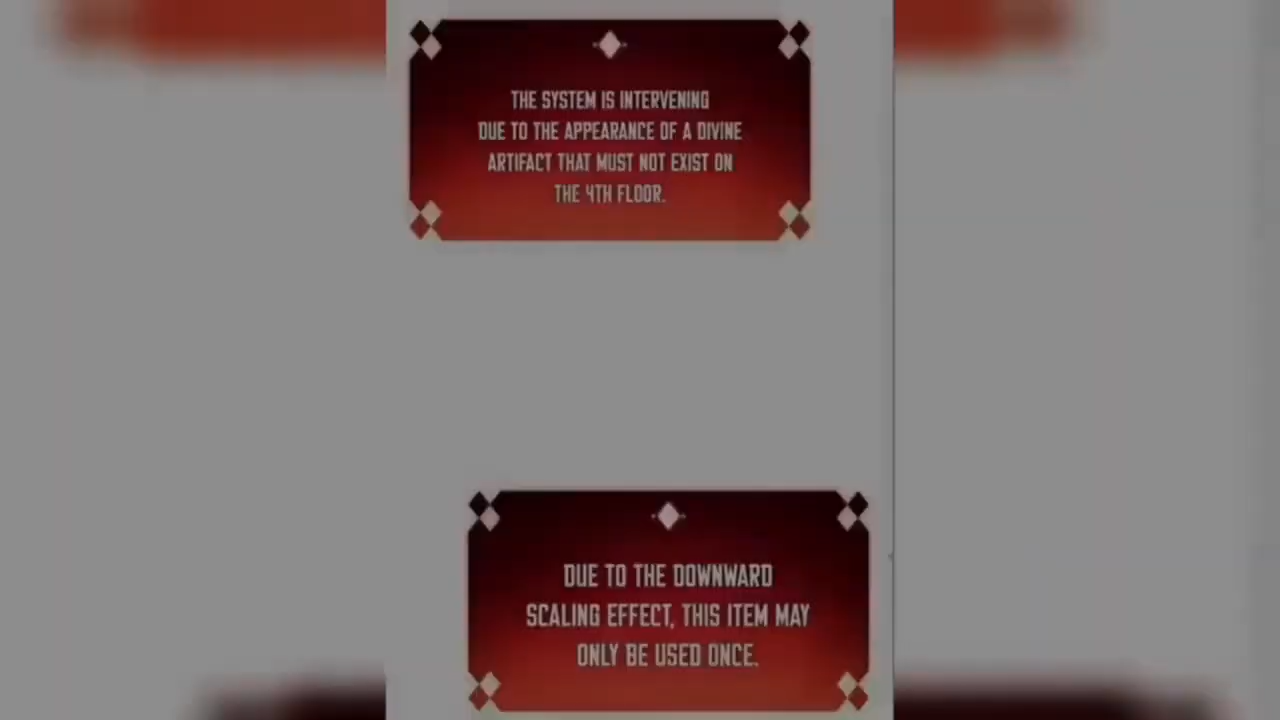 THE SYSTEM IS INTERVENING
DUE TO THE APPEARANCE OF A DIVINE
ARTIFACT THAT MUST NOT EXIST ON
THE 4TH FLOOR.
DUE TO THE DOWNWARD
SCALING EFFECT, THIS ITEM MAY
ONLY BE USED ONCE.